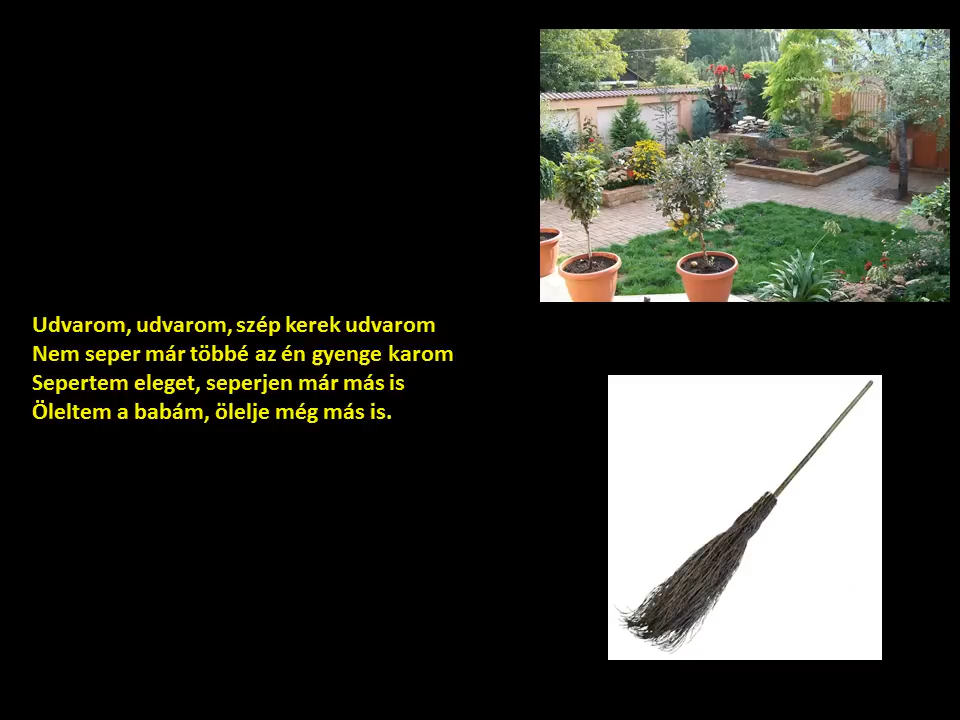 Udvarom, udvarom, szép kerek udvarom
Nem seper már többé az én gyenge karom
Sepertem eleget, seperjen már más is
Öleltem a babám, ölelje még más is.